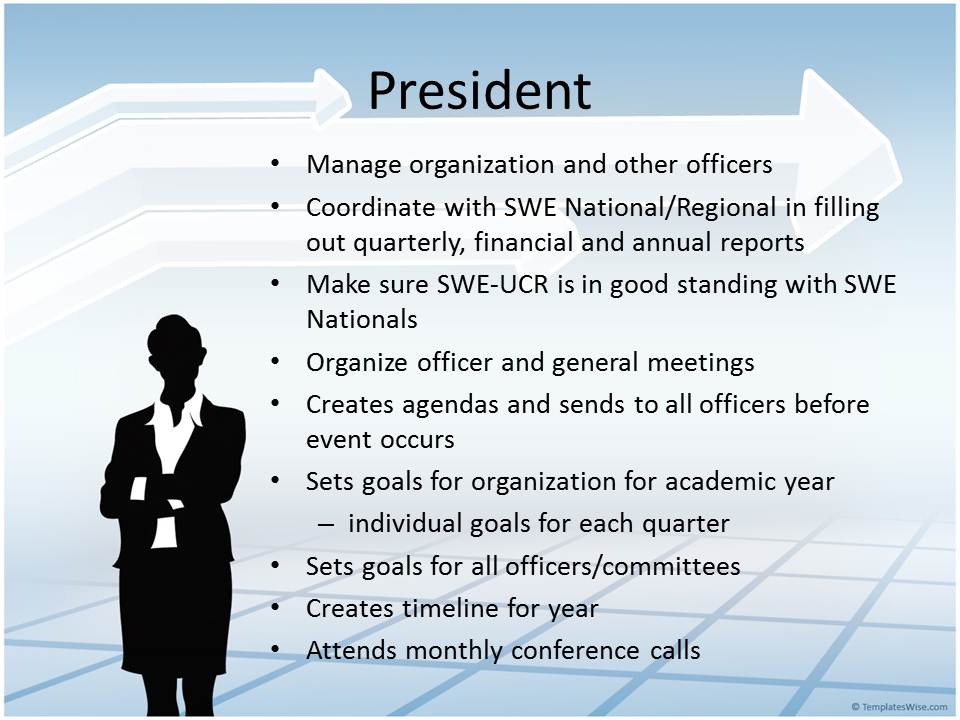 President
• Manage organization and other officers
• Coordinate with SWE National/Regional in filling
out quarterly, financial and annual reports
• Make sure SWE-UCR is in good standing with SWE
Nationals
• Organize officer and general meetings
• Creates agendas and sends to all officers before
event occurs
• Sets goals for organization for academic year
– individual goals for each quarter
• Sets goals for all officers/committees
• Creates timeline for year
• Attends monthly conference calls
© TemplatesWise.com